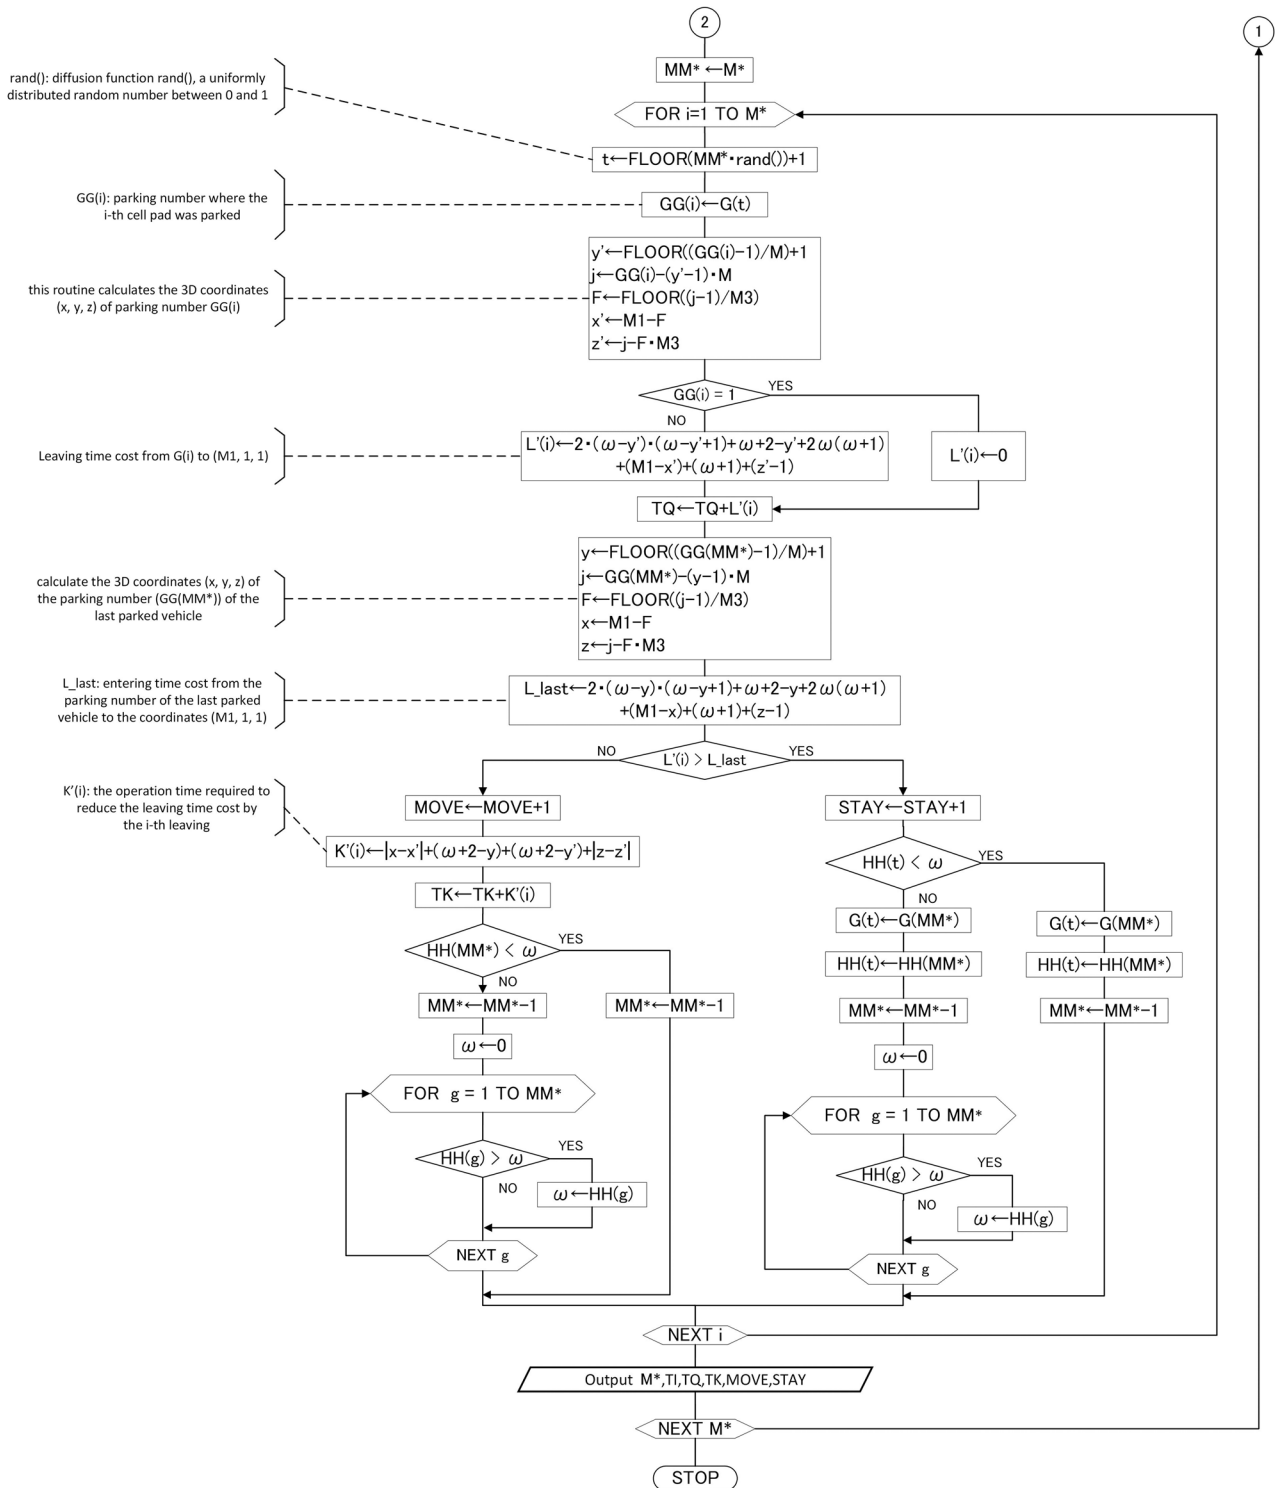 2
1
MM* ←M*
rand(): diffusion function rand(), a uniformly
distributed random number between 0 and 1
FOR i=1 TO M*
t←FLOOR(MM*・rand())+1
GG(i): parking number where the
i-th cell pad was parked
GG(i)←G(t)
y'←FLOOR((GG(i)−1)/M)+1
j←GG(i)−(y'−1)・M
F←FLOOR((j−1)/M3)
x'←M1−F
z'←j−F・M3
this routine calculates the 3D coordinates
(x, y, z) of parking number GG(i)
GG(i) = 1
YES
NO
Leaving time cost from G(i) to (M1, 1, 1)
L'(i)←2・(ω−y')・(ω−y'+1)+ω+2−y'+2ω(ω+1)
+(M1−x')+(ω+1)+(z'−1)
L'(i)←0
TQ←TQ+L'(i)
y←FLOOR((GG(MM*)−1)/M)+1
j←GG(MM*)−(y−1)・M
F←FLOOR((j−1)/M3)
x←M1−F
z←j−F・M3
calculate the 3D coordinates (x, y, z) of
the parking number (GG(MM*)) of the
last parked vehicle
L_last: entering time cost from the
parking number of the last parked
vehicle to the coordinates (M1, 1, 1)
L_last←2・(ω−y)・(ω−y+1)+ω+2−y+2ω(ω+1)
+(M1−x)+(ω+1)+(z−1)
NO
L'(i) > L_last
YES
K'(i): the operation time required to
reduce the leaving time cost by
the i-th leaving
MOVE←MOVE+1
K'(i)←|x−x'|+(ω+2−y)+(ω+2−y')+|z−z'|
TK←TK+K'(i)
HH(MM*) < ω
YES
NO
MM*←MM*−1
MM*←MM*−1
ω←0
FOR g = 1 TO MM*
HH(g) > ω
YES
NO
ω←HH(g)
NEXT g
STAY←STAY+1
HH(t) < ω
YES
NO
G(t)←G(MM*)
G(t)←G(MM*)
HH(t)←HH(MM*)
HH(t)←HH(MM*)
MM*←MM*−1
MM*←MM*−1
ω←0
FOR g = 1 TO MM*
HH(g) > ω
YES
NO
ω←HH(g)
NEXT g
NEXT i
Output M*,TI,TQ,TK,MOVE,STAY
NEXT M*
STOP